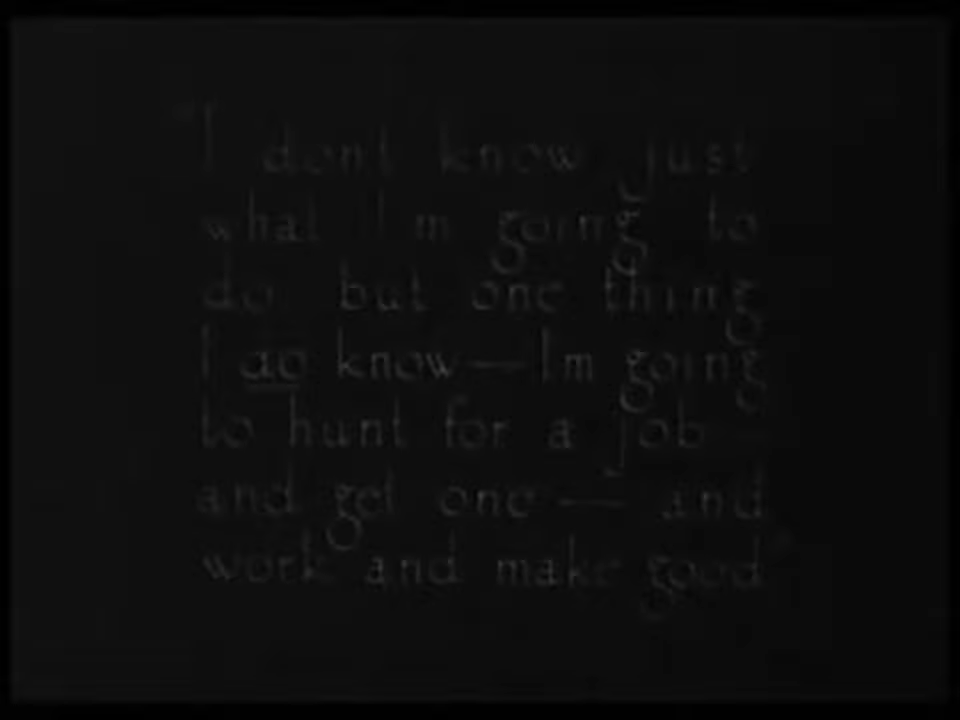 "I don't know just
what I'm going to
do but one thing
I do know — I'm going
to hunt for a job
and get one — and
work and make good"